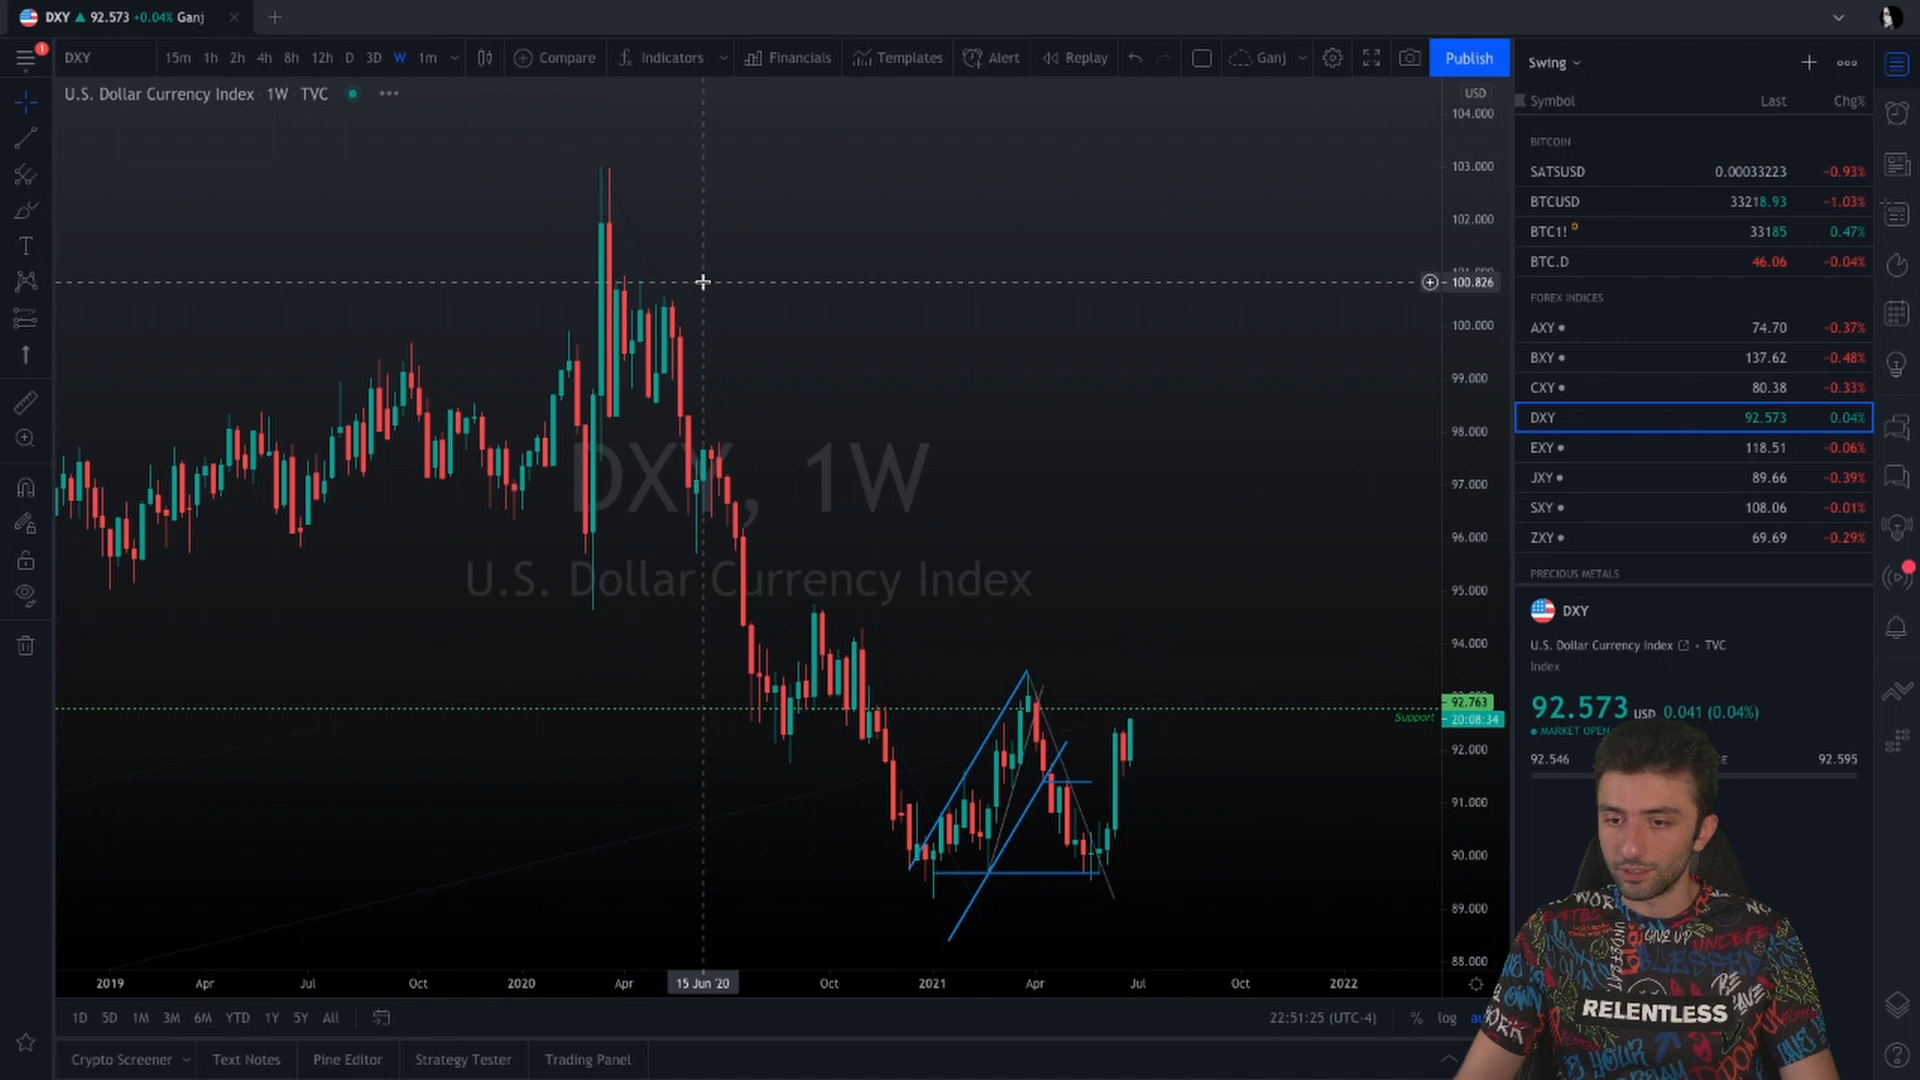 DXY ▲ 92.573 +0.04% Ganj
1
DXY 15m 1h 2h 4h 8h 12h D 3D W 1m Compare Indicators Financials Templates Alert Replay Ganj Publish
U.S. Dollar Currency Index 1W TVC
USD
104.000
103.000
102.000
100.826
100.000
99.000
98.000
97.000
96.000
95.000
94.000
92.763
Support
20:08:34
92.000
91.000
90.000
89.000
88.000
DXY, 1W
U.S. Dollar Currency Index
2019 Apr Jul Oct 2020 Apr 15 Jun '20 Oct 2021 Apr Jul Oct 2022
1D 5D 1M 3M 6M YTD 1Y 5Y All
22:51:25 (UTC-4) % log
Crypto Screener Text Notes Pine Editor Strategy Tester Trading Panel
Swing
Symbol Last Chg%
BITCOIN
SATSUSD 0.00033223 −0.93%
BTCUSD 33218.93 −1.03%
BTC1! D 33185 0.47%
BTC.D 46.06 −0.04%
FOREX INDICES
AXY 74.70 −0.37%
BXY 137.62 −0.48%
CXY 80.38 −0.33%
DXY 92.573 0.04%
EXY 118.51 −0.06%
JXY 89.66 −0.39%
SXY 108.06 −0.01%
ZXY 69.69 −0.29%
PRECIOUS METALS
DXY
U.S. Dollar Currency Index • TVC
Index
92.573 USD 0.041 (0.04%)
MARKET OPEN
92.546 92.595
GIVE UP
BLESSED
RELENTLESS